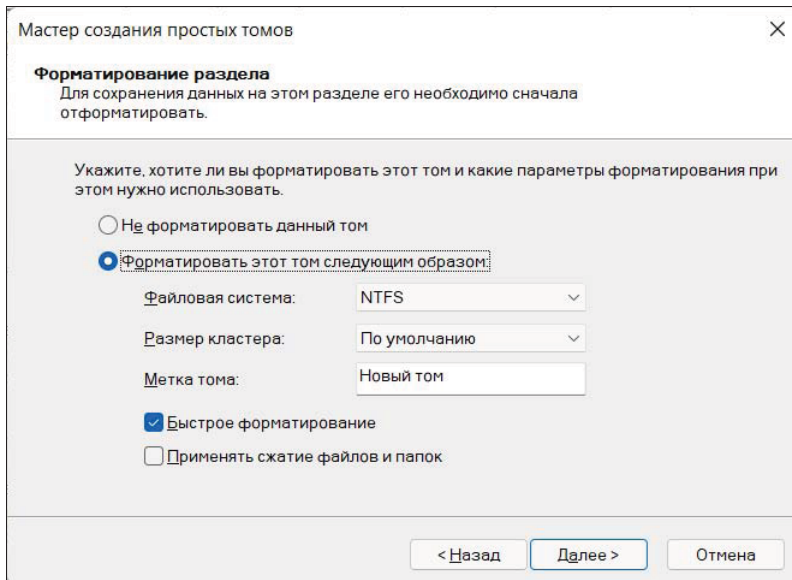 Мастер создания простых томов
Форматирование раздела
Для сохранения данных на этом разделе его необходимо сначала
отформатировать.
Укажите, хотите ли вы форматировать этот том и какие параметры форматирования при
этом нужно использовать.
Не форматировать данный том
Форматировать этот том следующим образом:
Файловая система: NTFS
Размер кластера: По умолчанию
Метка тома: Новый том
Быстрое форматирование
Применять сжатие файлов и папок
< Назад Далее > Отмена